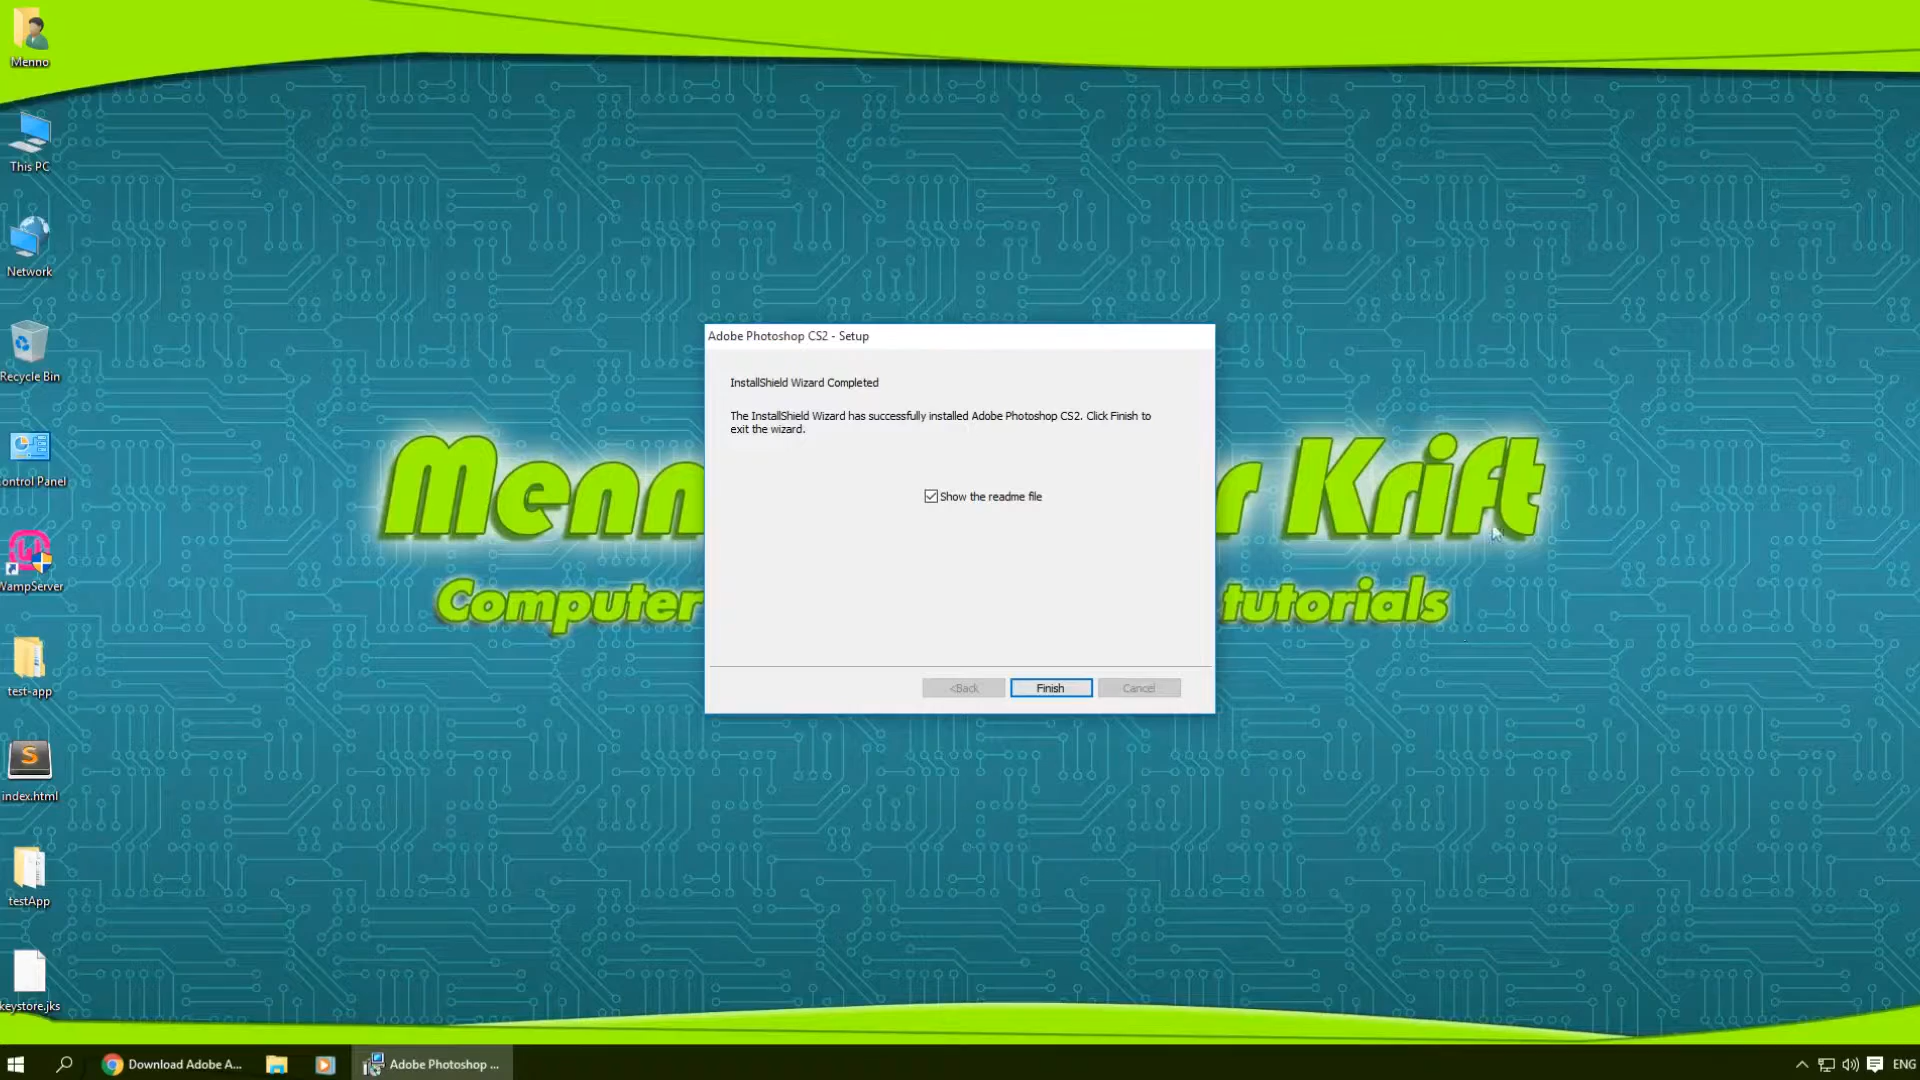 Menno
This PC
Network
Recycle Bin
ontrol Panel
WampServer
test-app
index.html
testApp
keystore.jks
Adobe Photoshop CS2 - Setup
InstallShield Wizard Completed
The InstallShield Wizard has successfully installed Adobe Photoshop CS2. Click Finish to
exit the wizard.
Show the readme file
<Back
Finish
Cancel
Menn
r Krift
Computer
tutorials
Download Adobe A...
Adobe Photoshop ...
ENG